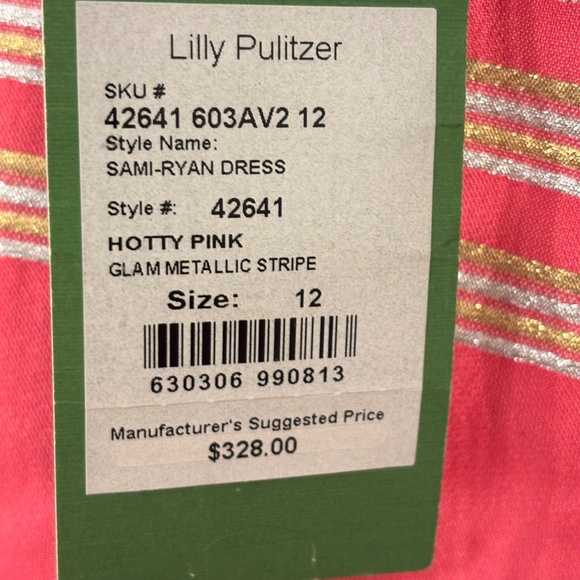 Lilly Pulitzer
SKU #
42641 603AV2 12
Style Name:
SAMI-RYAN DRESS
Style #: 42641
HOTTY PINK
GLAM METALLIC STRIPE
Size: 12
630306 990813
Manufacturer's Suggested Price
$328.00